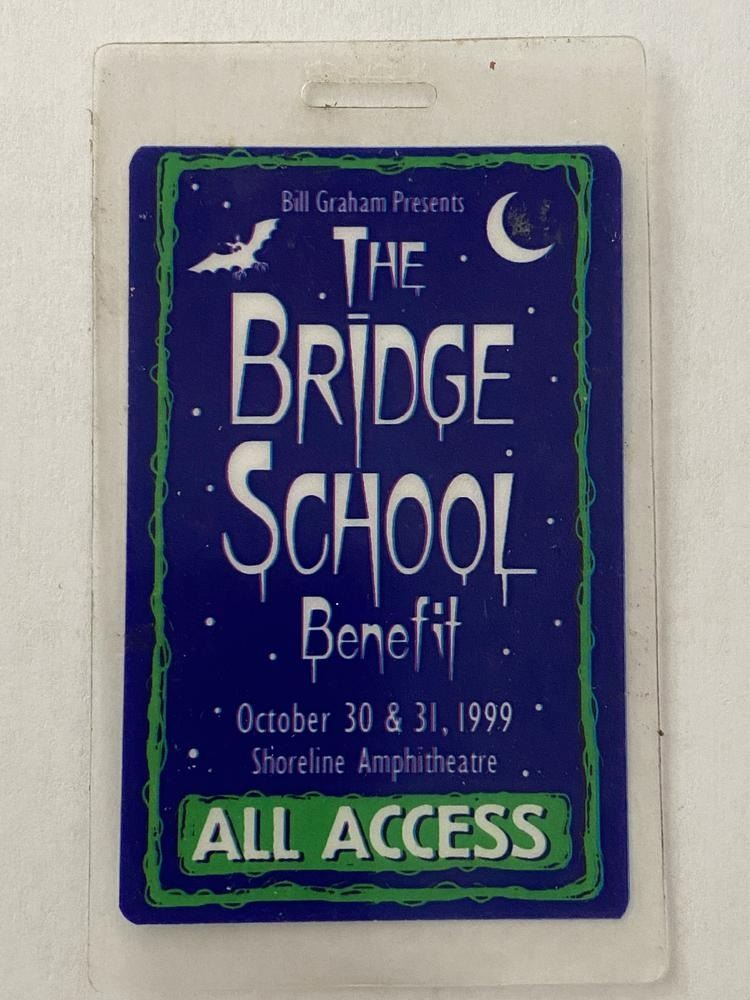 Bill Graham Presents
THE
BRIDGE
SCHOOL
Benefit
October 30 & 31, 1999
Shoreline Amphitheatre
ALL ACCESS